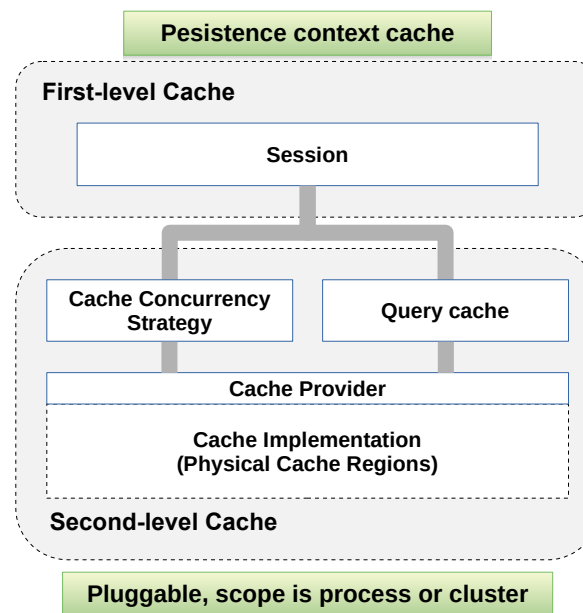 Pesistence context cache
First-level Cache
Session
Cache Concurrency
Strategy
Query cache
Cache Provider
Cache Implementation
(Physical Cache Regions)
Second-level Cache
Pluggable, scope is process or cluster